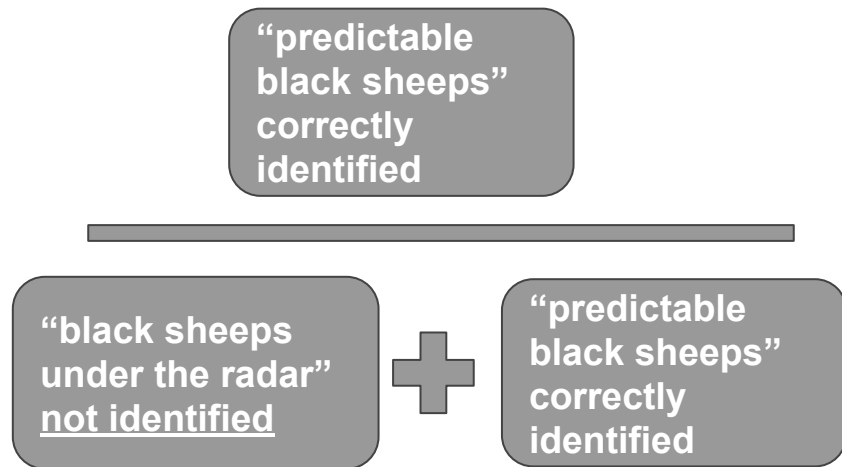 “predictable
black sheeps”
correctly
identified
“black sheeps
under the radar”
not identified
“predictable
black sheeps”
correctly
identified